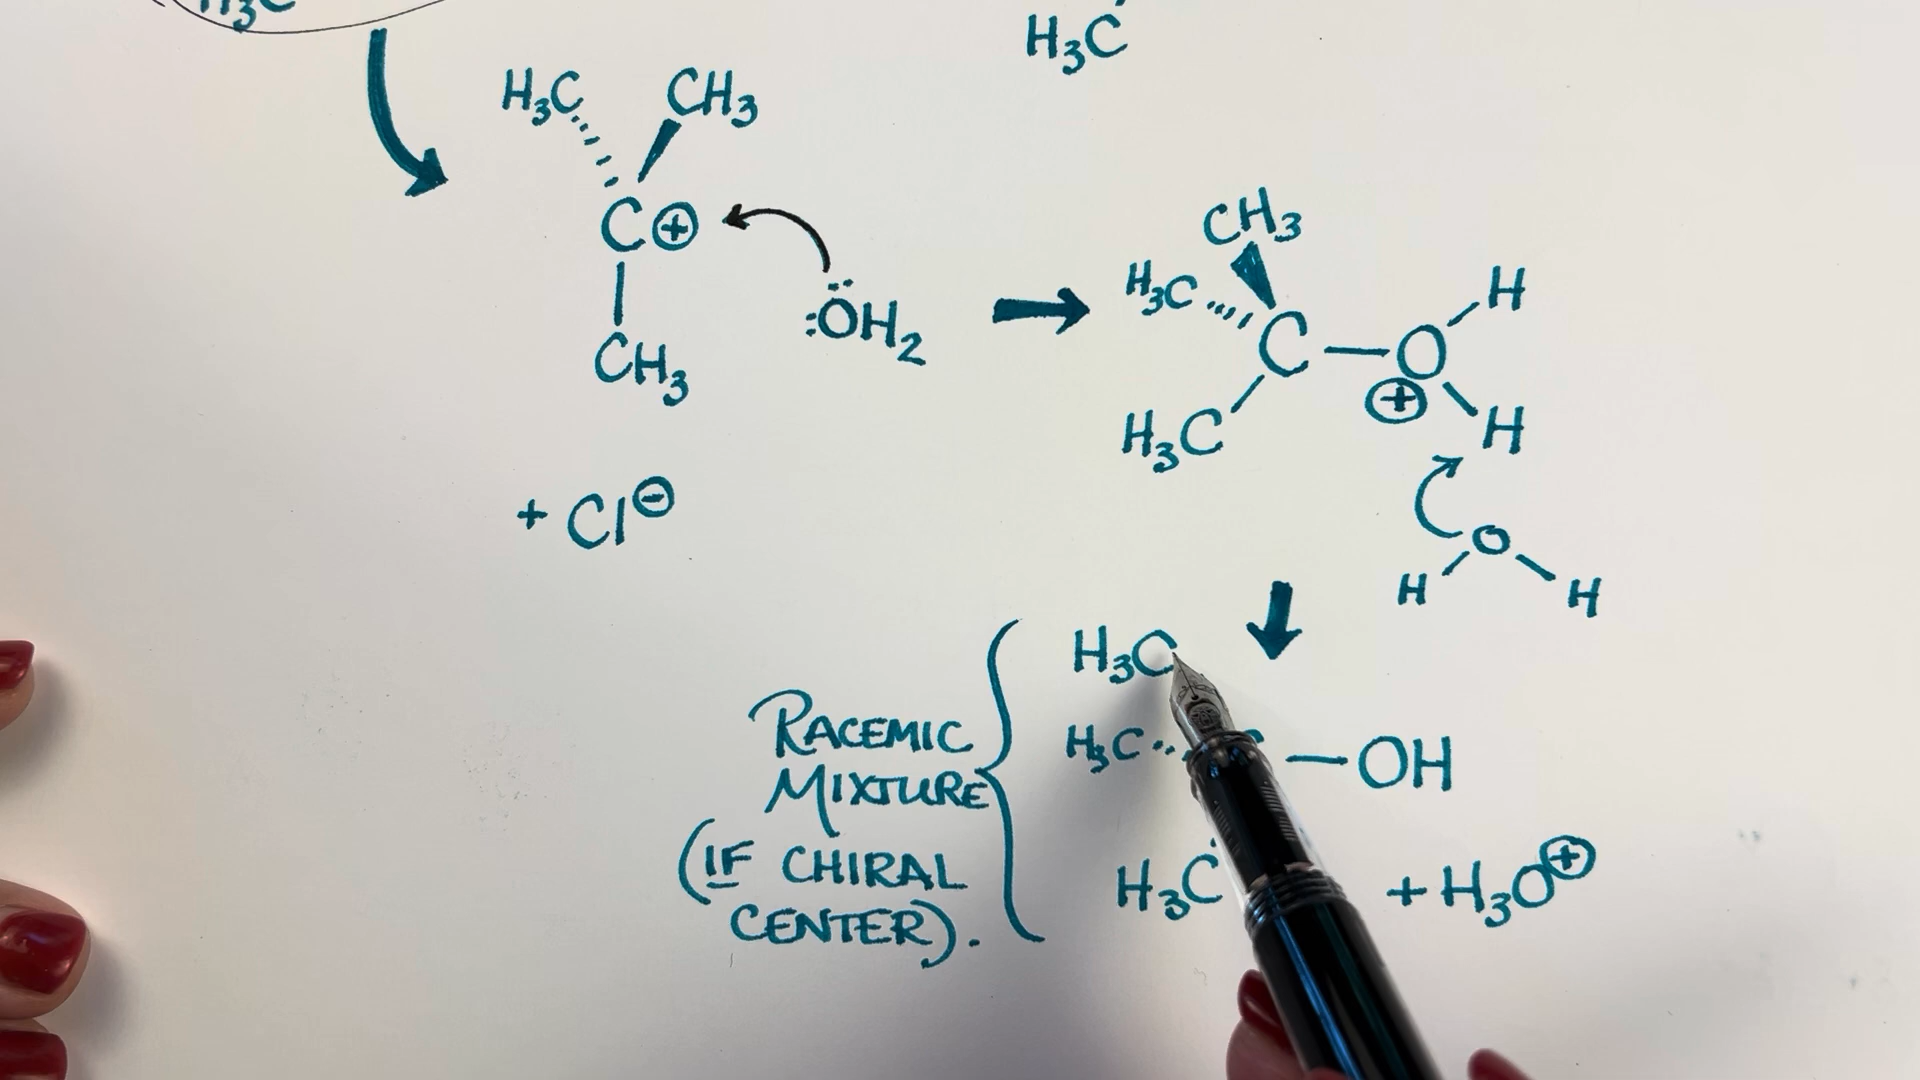 H₃C
H₃C
H₃C CH₃
C⊕
:ÖH₂
CH₃
+ Cl⊖
CH₃
H₃C C—O H
⊕ H
H₃C
O
H H
H₃C
RACEMIC
MIXTURE
(IF CHIRAL
CENTER).
H₃C —OH
H₃C + H₃O⊕